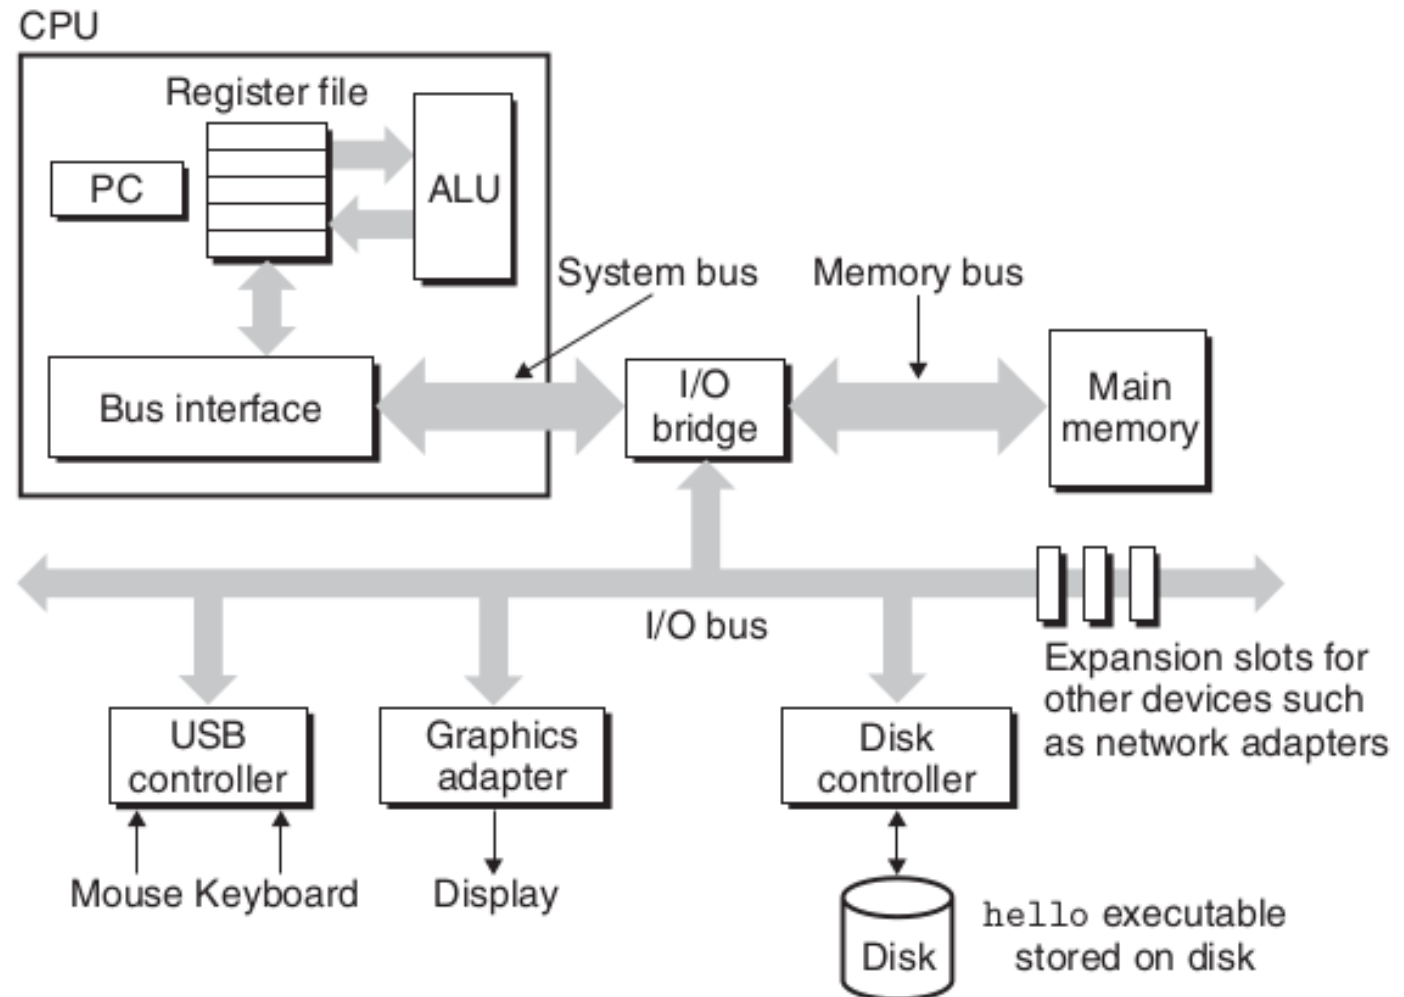 CPU
Register file
PC
ALU
System bus
Memory bus
Bus interface
I/O
bridge
Main
memory
I/O bus
Expansion slots for
other devices such
as network adapters
USB
controller
Graphics
adapter
Disk
controller
Mouse Keyboard
Display
Disk
hello executable
stored on disk